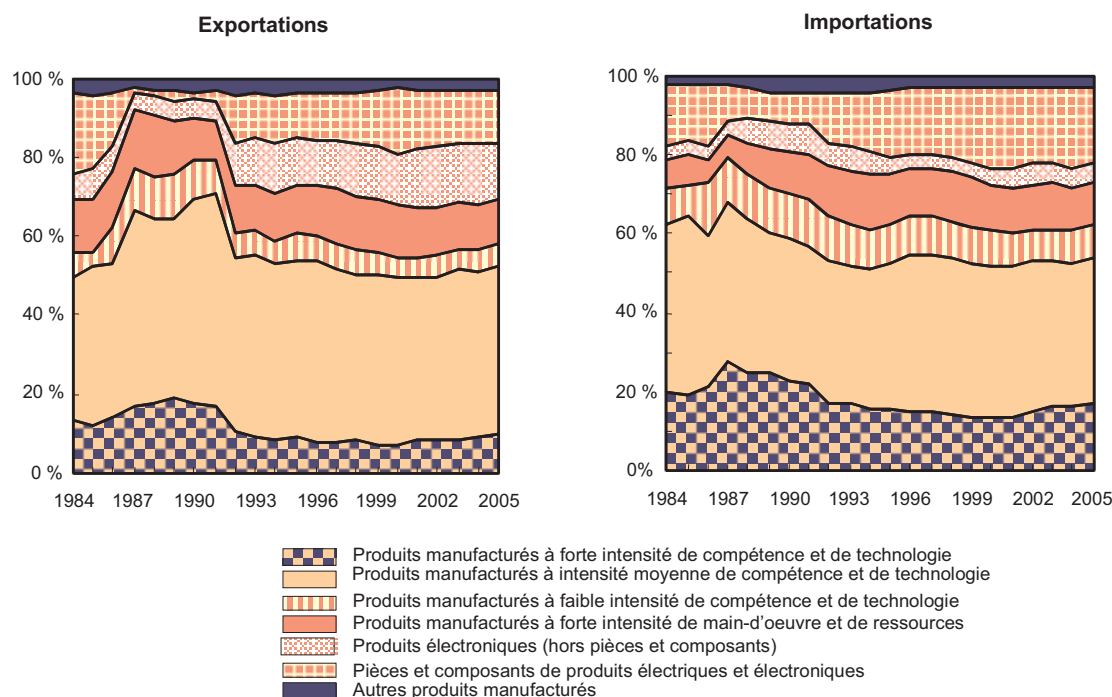 Exportations
Importations
100 %
80 %
60 %
40 %
20 %
0 %
1984 1987 1990 1993 1996 1999 2002 2005
100 %
80 %
60 %
40 %
20 %
0%
1984 1987 1990 1993 1996 1999 2002 2005
Produits manufacturés à forte intensité de compétence et de technologie
Produits manufacturés à intensité moyenne de compétence et de technologie
Produits manufacturés à faible intensité de compétence et de technologie
Produits manufacturés à forte intensité de main-d'oeuvre et de ressources
Produits électroniques (hors pièces et composants)
Pièces et composants de produits électriques et électroniques
Autres produits manufacturés